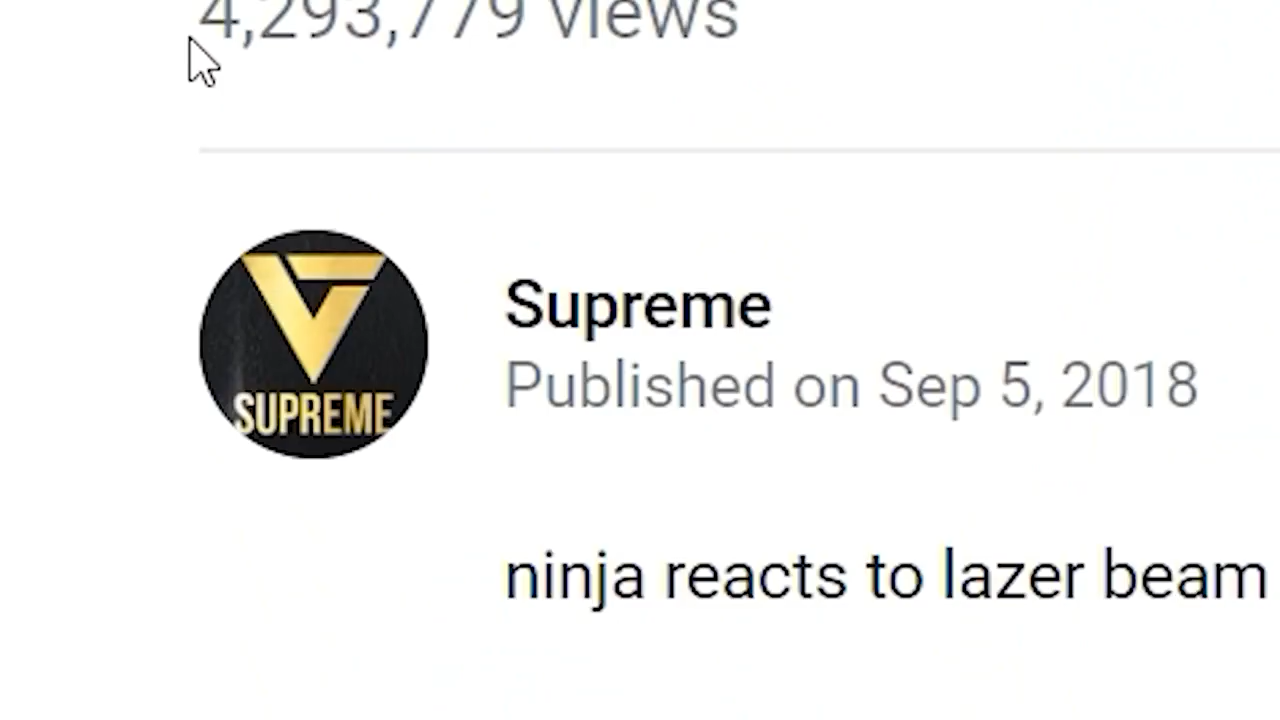 4,293,779 views
SUPREME
Supreme
Published on Sep 5, 2018
ninja reacts to lazer beam